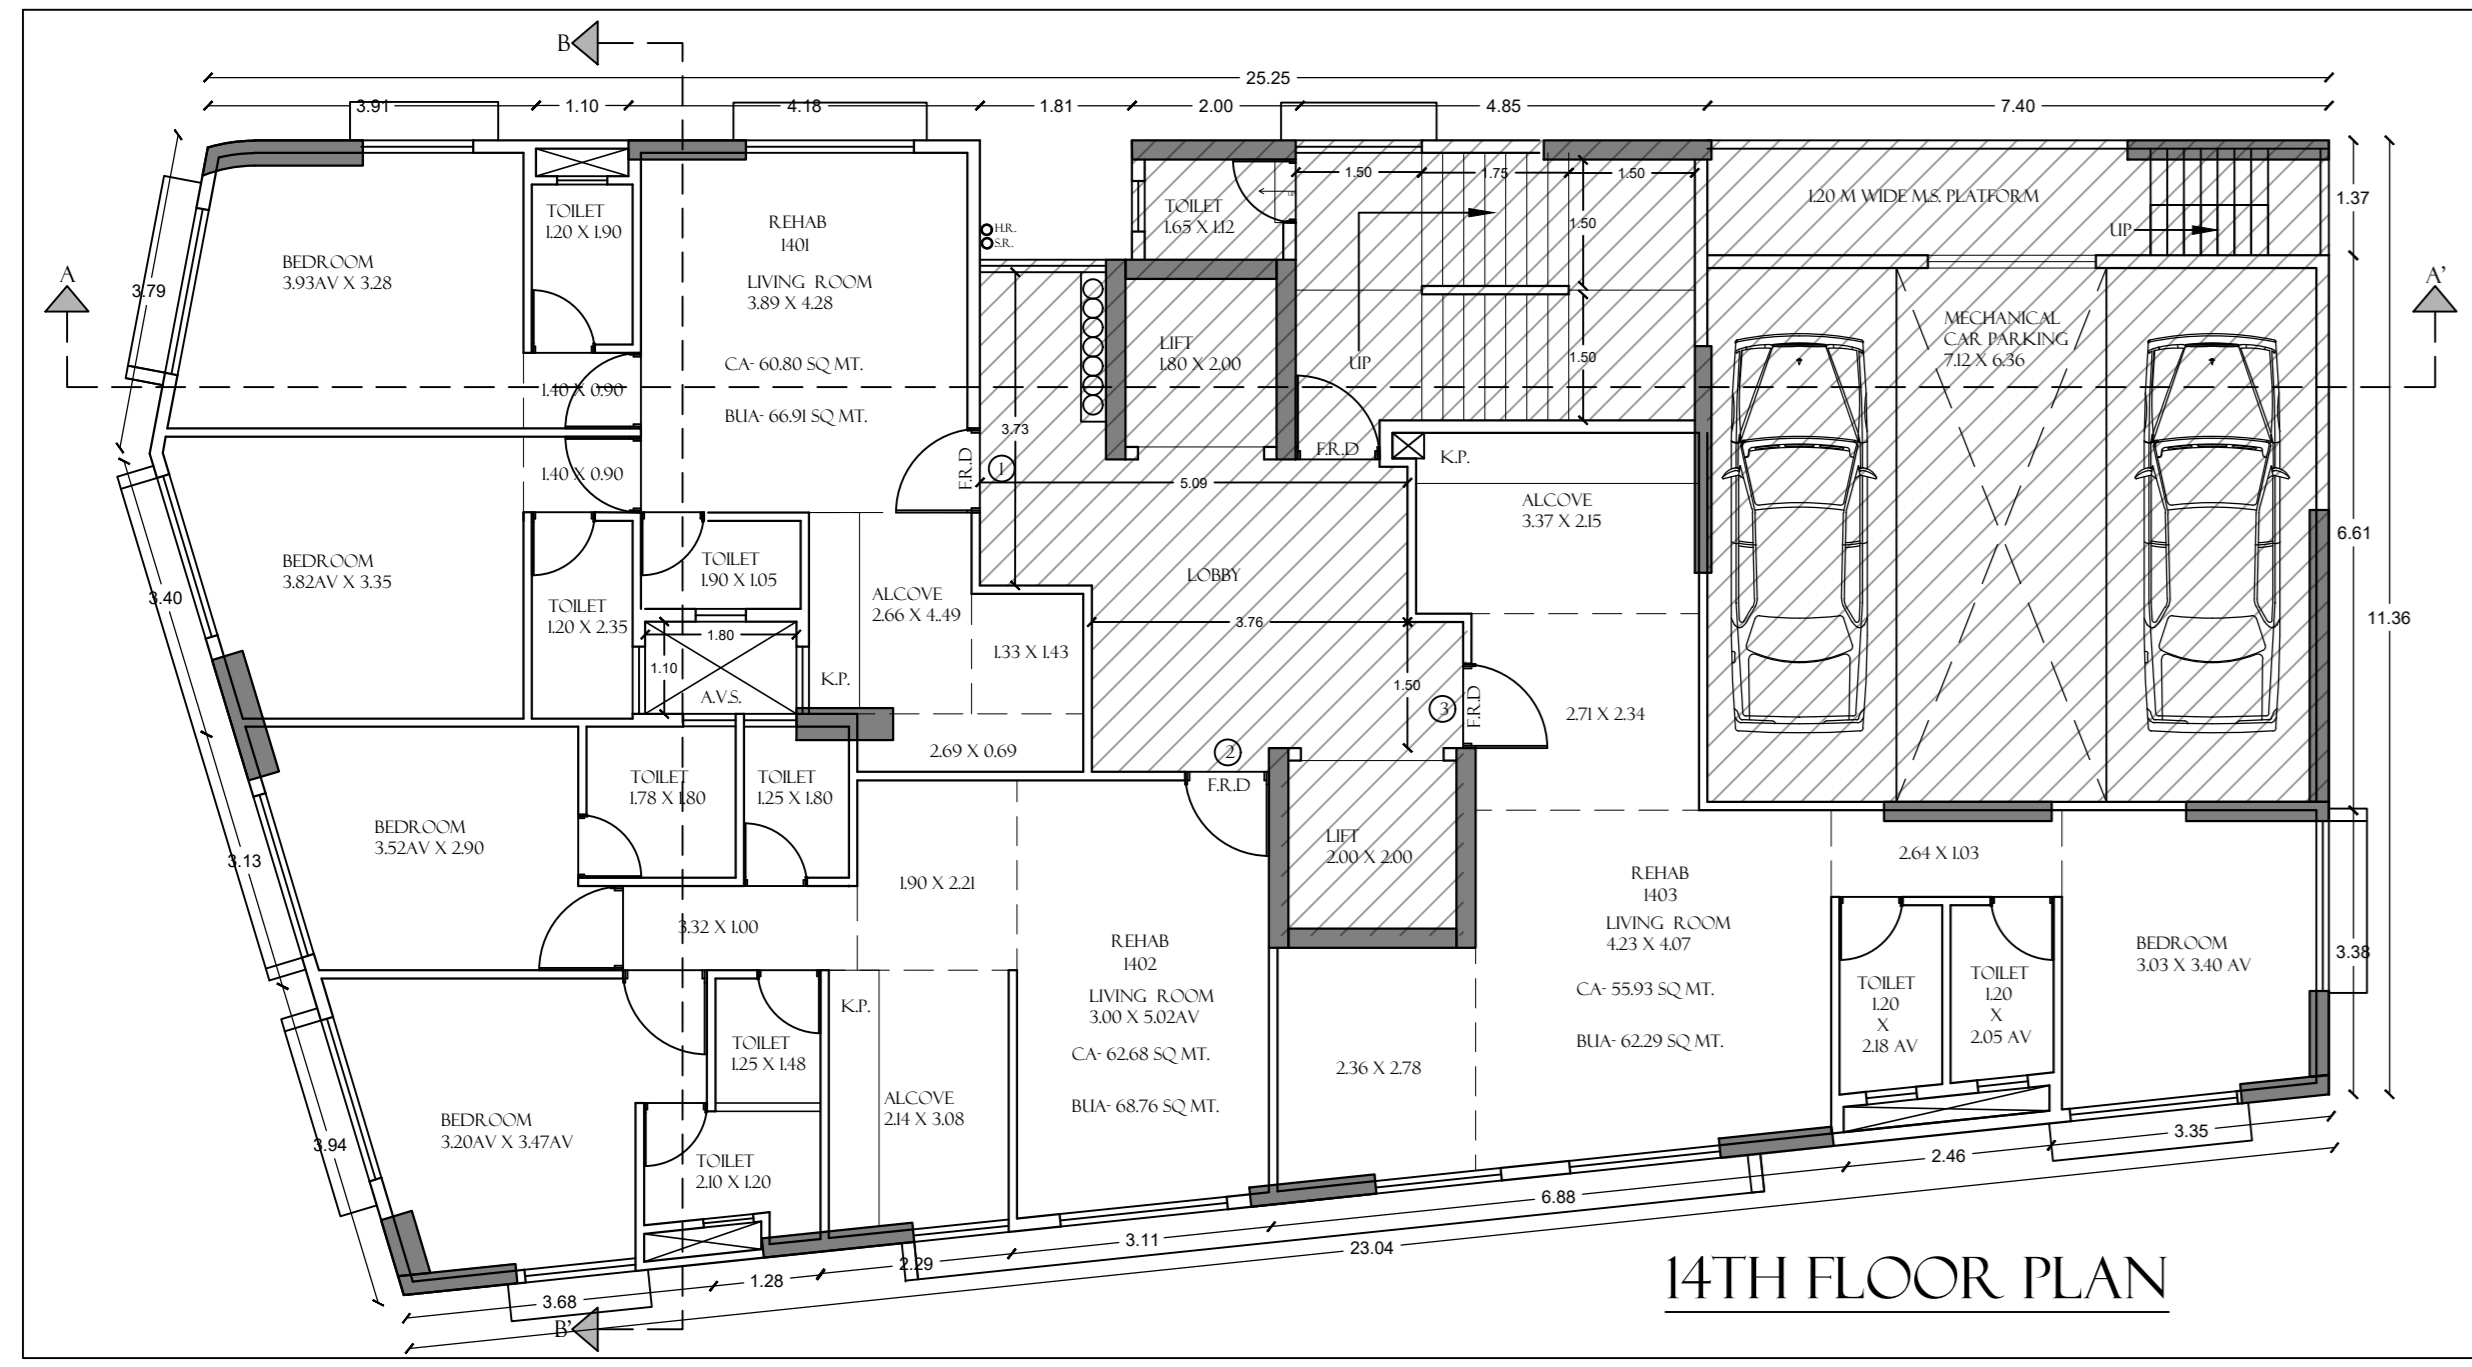 B
25.25
3.91
1.10
4.18
1.81
2.00
4.85
7.40
A
A'
3.79
BEDROOM
3.93AV X 3.28
TOILET
1.20 X 1.90
REHAB
1401
LIVING ROOM
3.89 X 4.28
CA- 60.80 SQ MT.
BUA- 66.91 SQ MT.
1.40 X 0.90
1.40 X 0.90
H.R.
S.R.
TOILET
1.65 X 1.12
1.50
1.75
1.50
1.50
1.50
UP
LIFT
1.80 X 2.00
3.73
F.R.D
1
5.09
F.R.D
K.P.
1.20 M WIDE M.S. PLATFORM
UP
1.37
MECHANICAL
CAR PARKING
7.12 X 6.36
6.61
11.36
ALCOVE
3.37 X 2.15
3.40
BEDROOM
3.82AV X 3.35
TOILET
1.20 X 2.35
TOILET
1.90 X 1.05
1.80
1.10
A.V.S.
K.P.
ALCOVE
2.66 X 4.49
1.33 X 1.43
2.69 X 0.69
LOBBY
3.76
1.50
3
F.R.D
2.71 X 2.34
2
F.R.D
3.13
BEDROOM
3.52AV X 2.90
TOILET
1.78 X 1.80
TOILET
1.25 X 1.80
1.90 X 2.21
3.32 X 1.00
LIFT
2.00 X 2.00
REHAB
1402
LIVING ROOM
3.00 X 5.02AV
CA- 62.68 SQ MT.
BUA- 68.76 SQ MT.
REHAB
1403
LIVING ROOM
4.23 X 4.07
CA- 55.93 SQ MT.
BUA- 62.29 SQ MT.
2.64 X 1.03
2.36 X 2.78
TOILET
1.20
X
2.18 AV
TOILET
1.20
X
2.05 AV
BEDROOM
3.03 X 3.40 AV
3.38
3.94
BEDROOM
3.20AV X 3.47AV
TOILET
1.25 X 1.48
TOILET
2.10 X 1.20
K.P.
ALCOVE
2.14 X 3.08
3.68
1.28
2.29
3.11
6.88
2.46
3.35
23.04
B'
14TH FLOOR PLAN